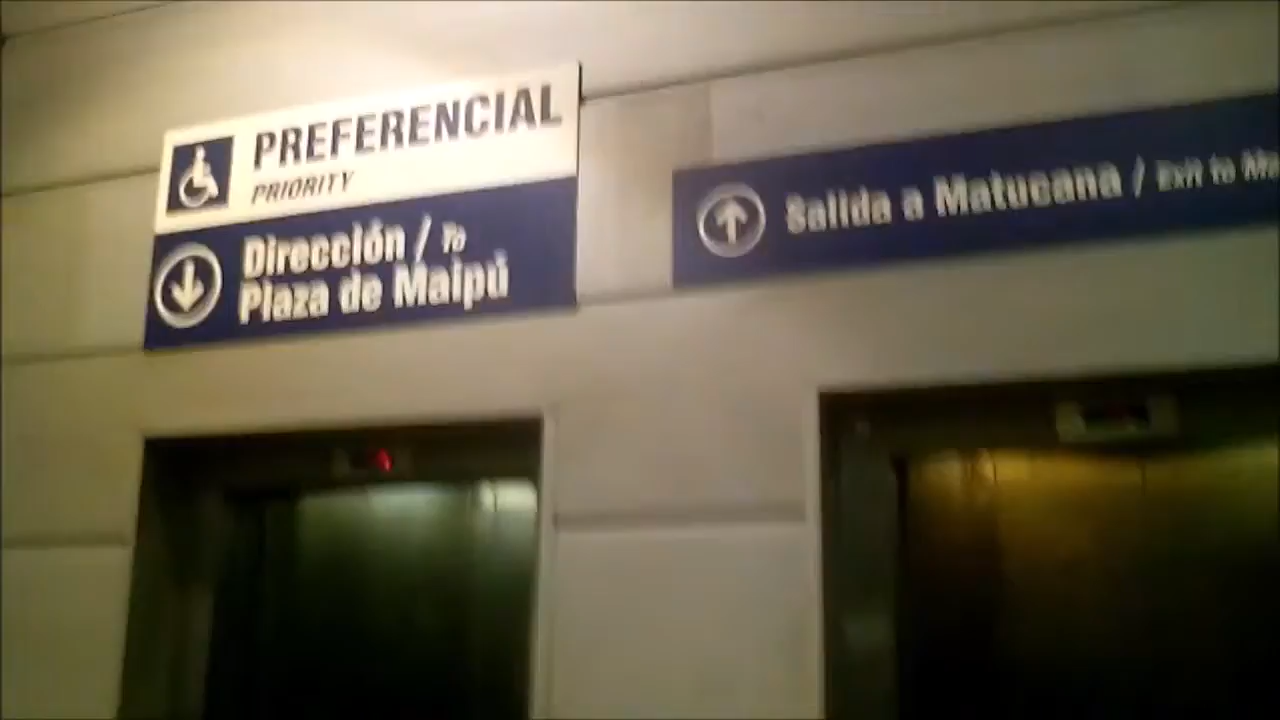 PREFERENCIAL
PRIORITY
Dirección / To
Plaza de Maipú
Salida a Matucana / Exit to